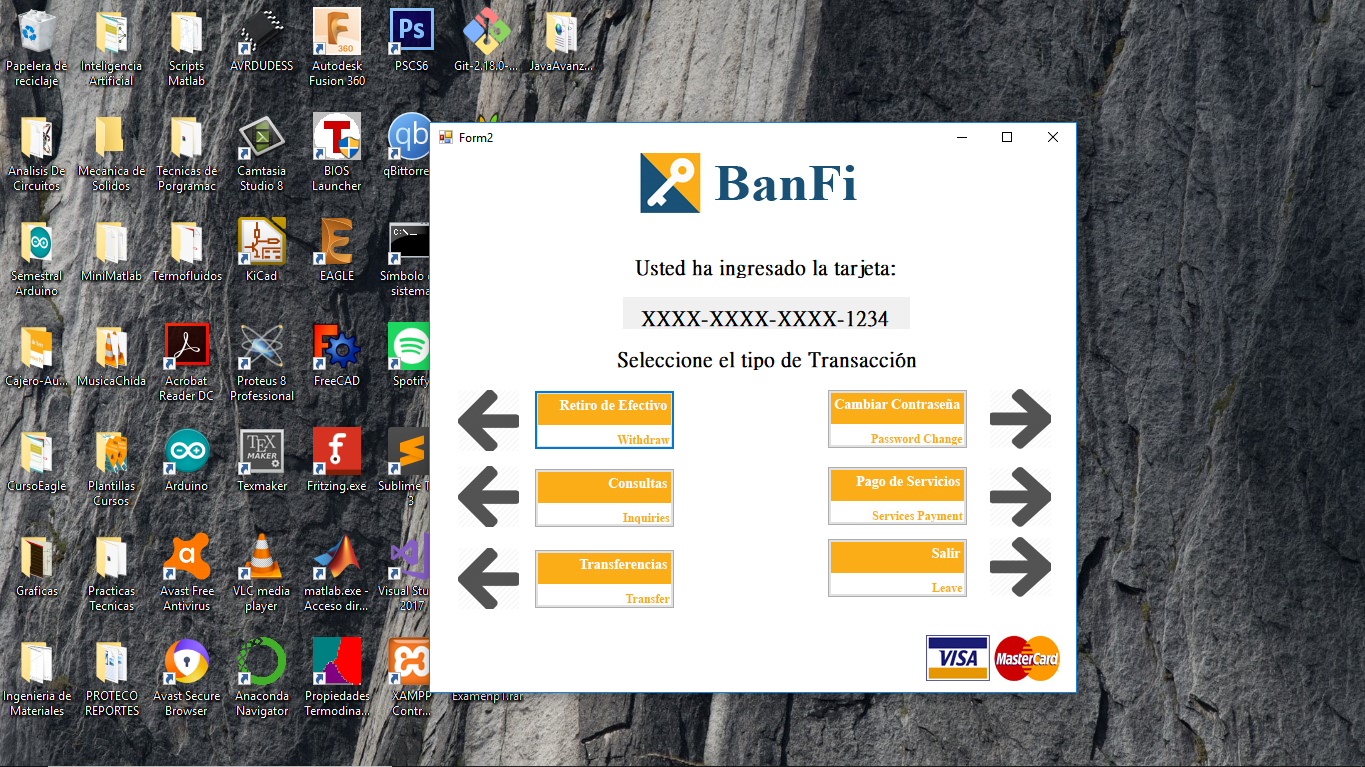 Papelera de
reciclaje
Inteligencia
Artificial
Scripts
Matlab
AVRDUDESS
360
Autodesk
Fusion 360
Ps
PSCS6
Git-2.18.0-...
JavaAvanz...
Analisis De
Circuitos
Mecanica de
Solidos
Tecnicas de
Porgramac
Camtasia
Studio 8
T
BIOS
Launcher
qb
qBittorre
Semestral
Arduino
MiniMatlab
Termofluidos
KiCad
EAGLE
C:\_
Símbolo
sistema
Cajero-Au...
MusicaChida
Acrobat
Reader DC
Proteus 8
Professional
FreeCAD
Spotify
CursoEagle
Plantillas
Cursos
Arduino
TEX
MAKER
Texmaker
f
Fritzing.exe
Sublime T
3
Graficas
Practicas
Tecnicas
a
Avast Free
Antivirus
VLC media
player
matlab.exe -
Acceso dir...
Visual Stu
2017
Ingenieria de
Materiales
PROTECO
REPORTES
Avast Secure
Browser
Anaconda
Navigator
Propiedades
Termodina...
XAMPP
Contr...
Examenp1irar
Form2
BanFi
Usted ha ingresado la tarjeta:
XXXX-XXXX-XXXX-1234
Seleccione el tipo de Transacción
Retiro de Efectivo
Withdraw
Cambiar Contraseña
Password Change
Consultas
Inquiries
Pago de Servicios
Services Payment
Transferencias
Transfer
Salir
Leave
VISA
MasterCard